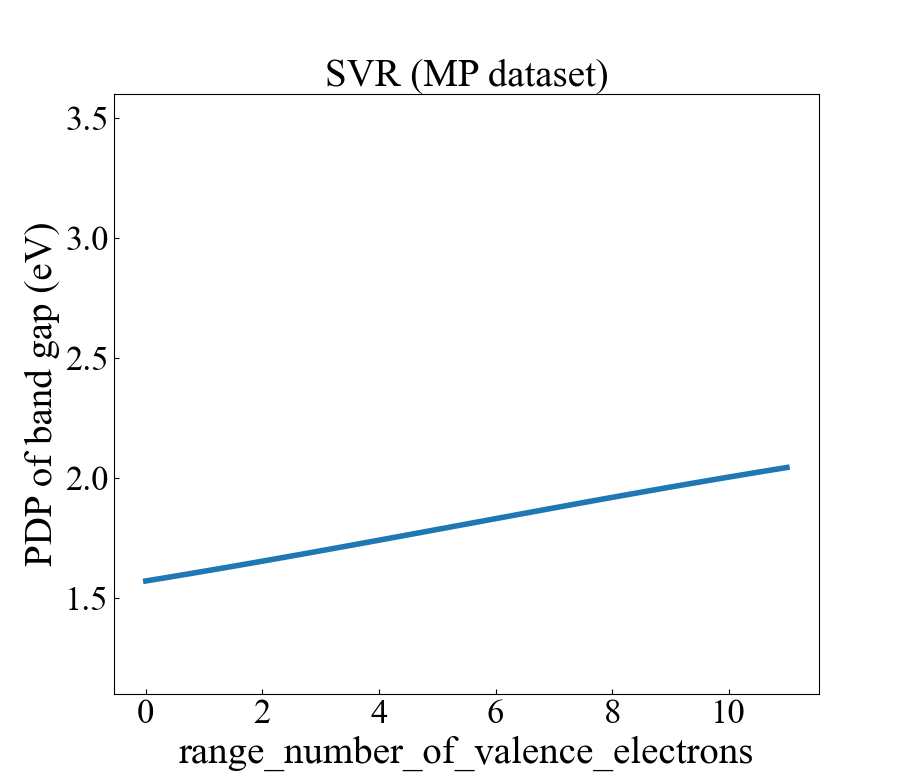 SVR (MP dataset)
PDP of band gap (eV)
3.5
3.0
2.5
2.0
1.5
0 2 4 6 8 10
range_number_of_valence_electrons